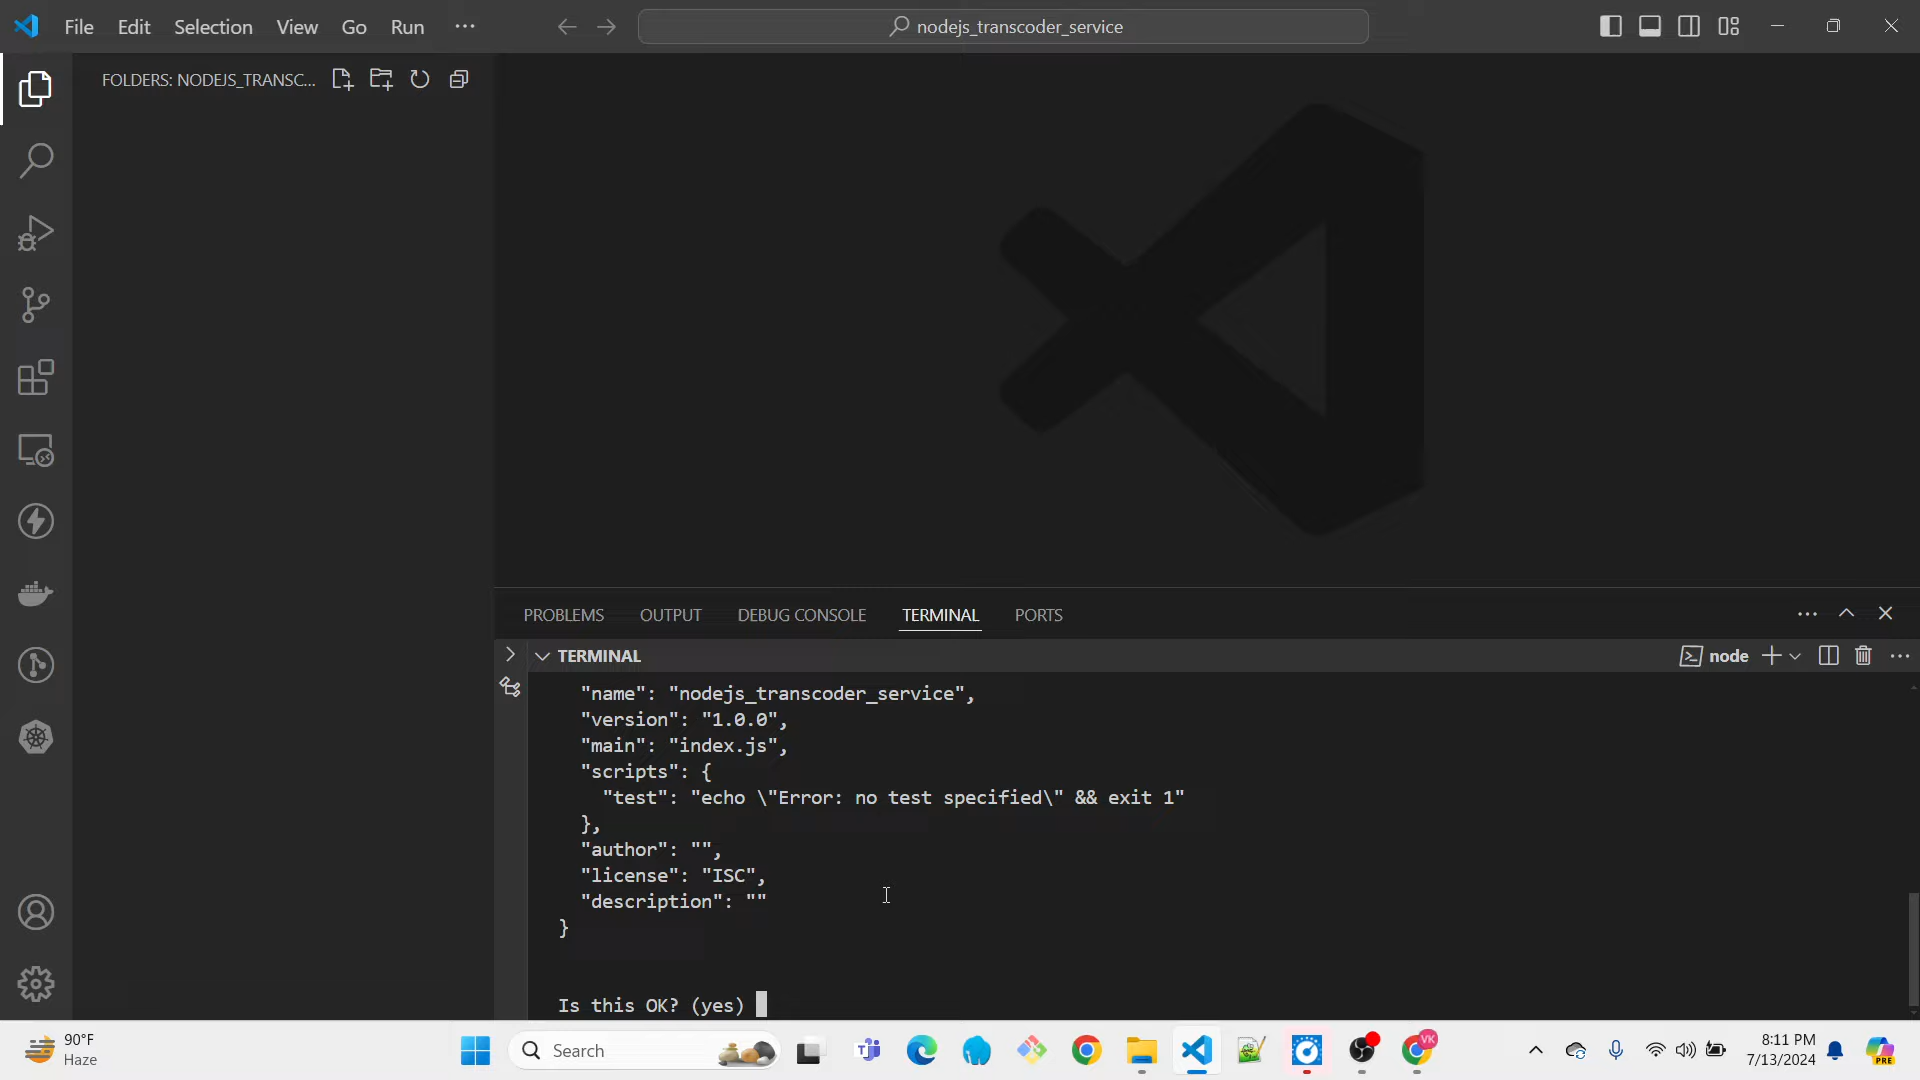 File Edit Selection View Go Run ···
nodejs_transcoder_service
FOLDERS: NODEJS_TRANSC...
PROBLEMS OUTPUT DEBUG CONSOLE TERMINAL PORTS
TERMINAL
node
"name": "nodejs_transcoder_service",
"version": "1.0.0",
"main": "index.js",
"scripts": {
"test": "echo \"Error: no test specified\" && exit 1"
},
"author": "",
"license": "ISC",
"description": ""
}
Is this OK? (yes)
90°F
Haze
Search
VK
8:11 PM
7/13/2024
PRE